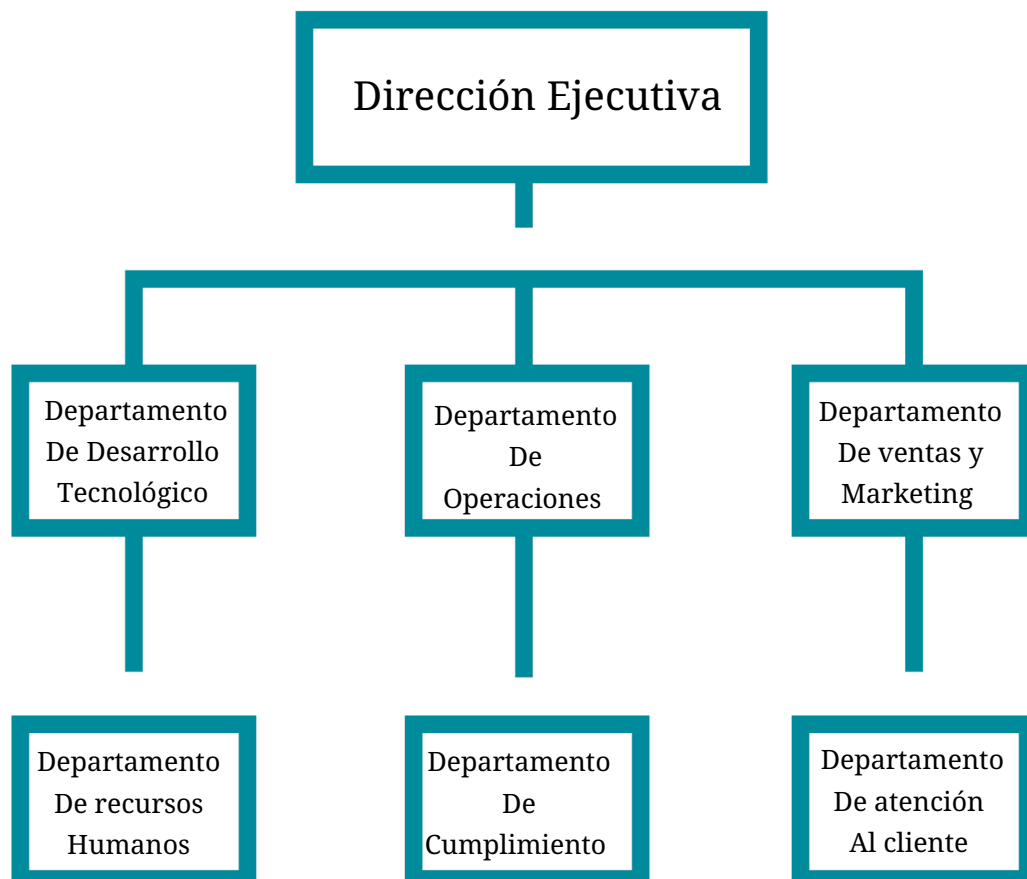 Dirección Ejecutiva
Departamento
De Desarrollo
Tecnológico
Departamento
De
Operaciones
Departamento
De ventas y
Marketing
Departamento
De recursos
Humanos
Departamento
De
Cumplimiento
Departamento
De atención
Al cliente